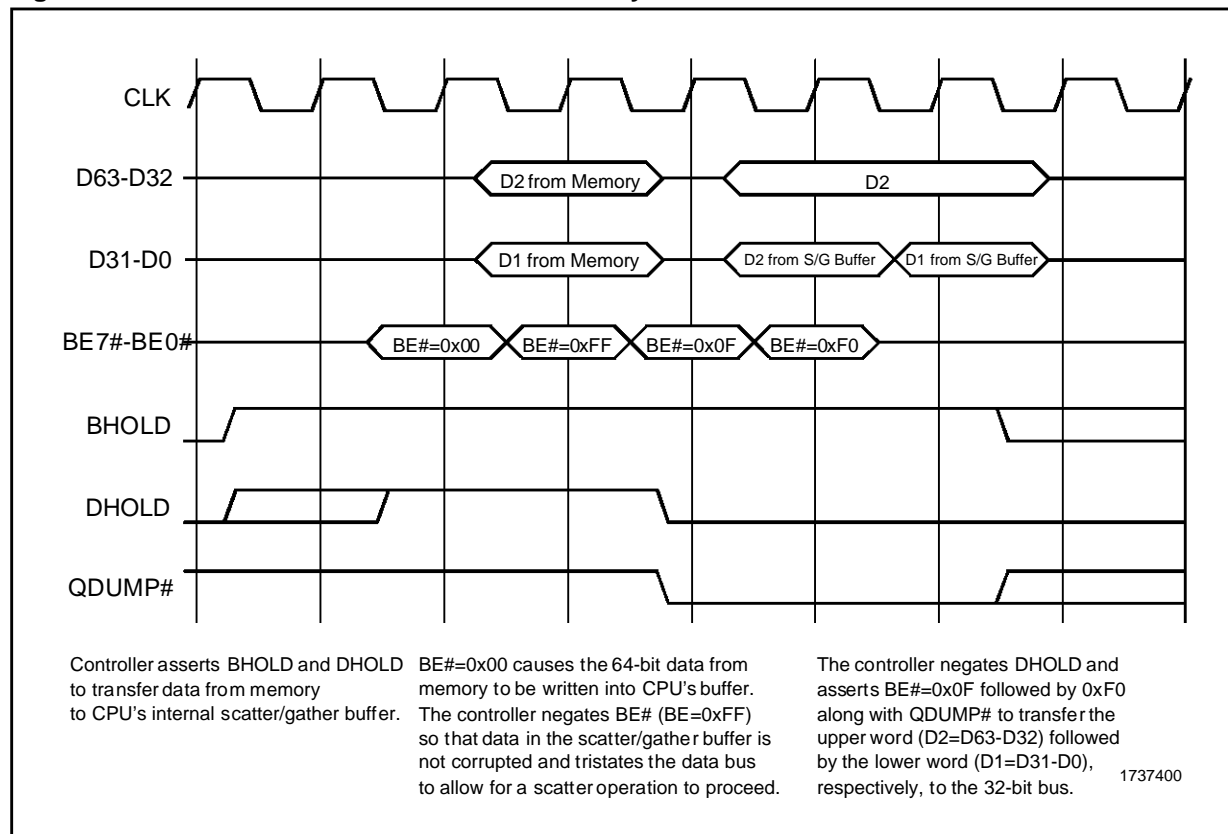 CLK
D63-D32
D2 from Memory
D2
D31-D0
D1 from Memory
D2 from S/G Buffer
D1 from S/G Buffer
BE7#-BE0#
BE#=0x00
BE#=0xFF
BE#=0x0F
BE#=0xF0
BHOLD
DHOLD
QDUMP#
Controller asserts BHOLD and DHOLD
to transfer data from memory
to CPU's internal scatter/gather buffer.
BE#=0x00 causes the 64-bit data from
memory to be written into CPU's buffer.
The controller negates BE# (BE=0xFF)
so that data in the scatter/gather buffer is
not corrupted and tristates the data bus
to allow for a scatter operation to proceed.
The controller negates DHOLD and
asserts BE#=0x0F followed by 0xF0
along with QDUMP# to transfer the
upper word (D2=D63-D32) followed
by the lower word (D1=D31-D0),
respectively, to the 32-bit bus.
1737400